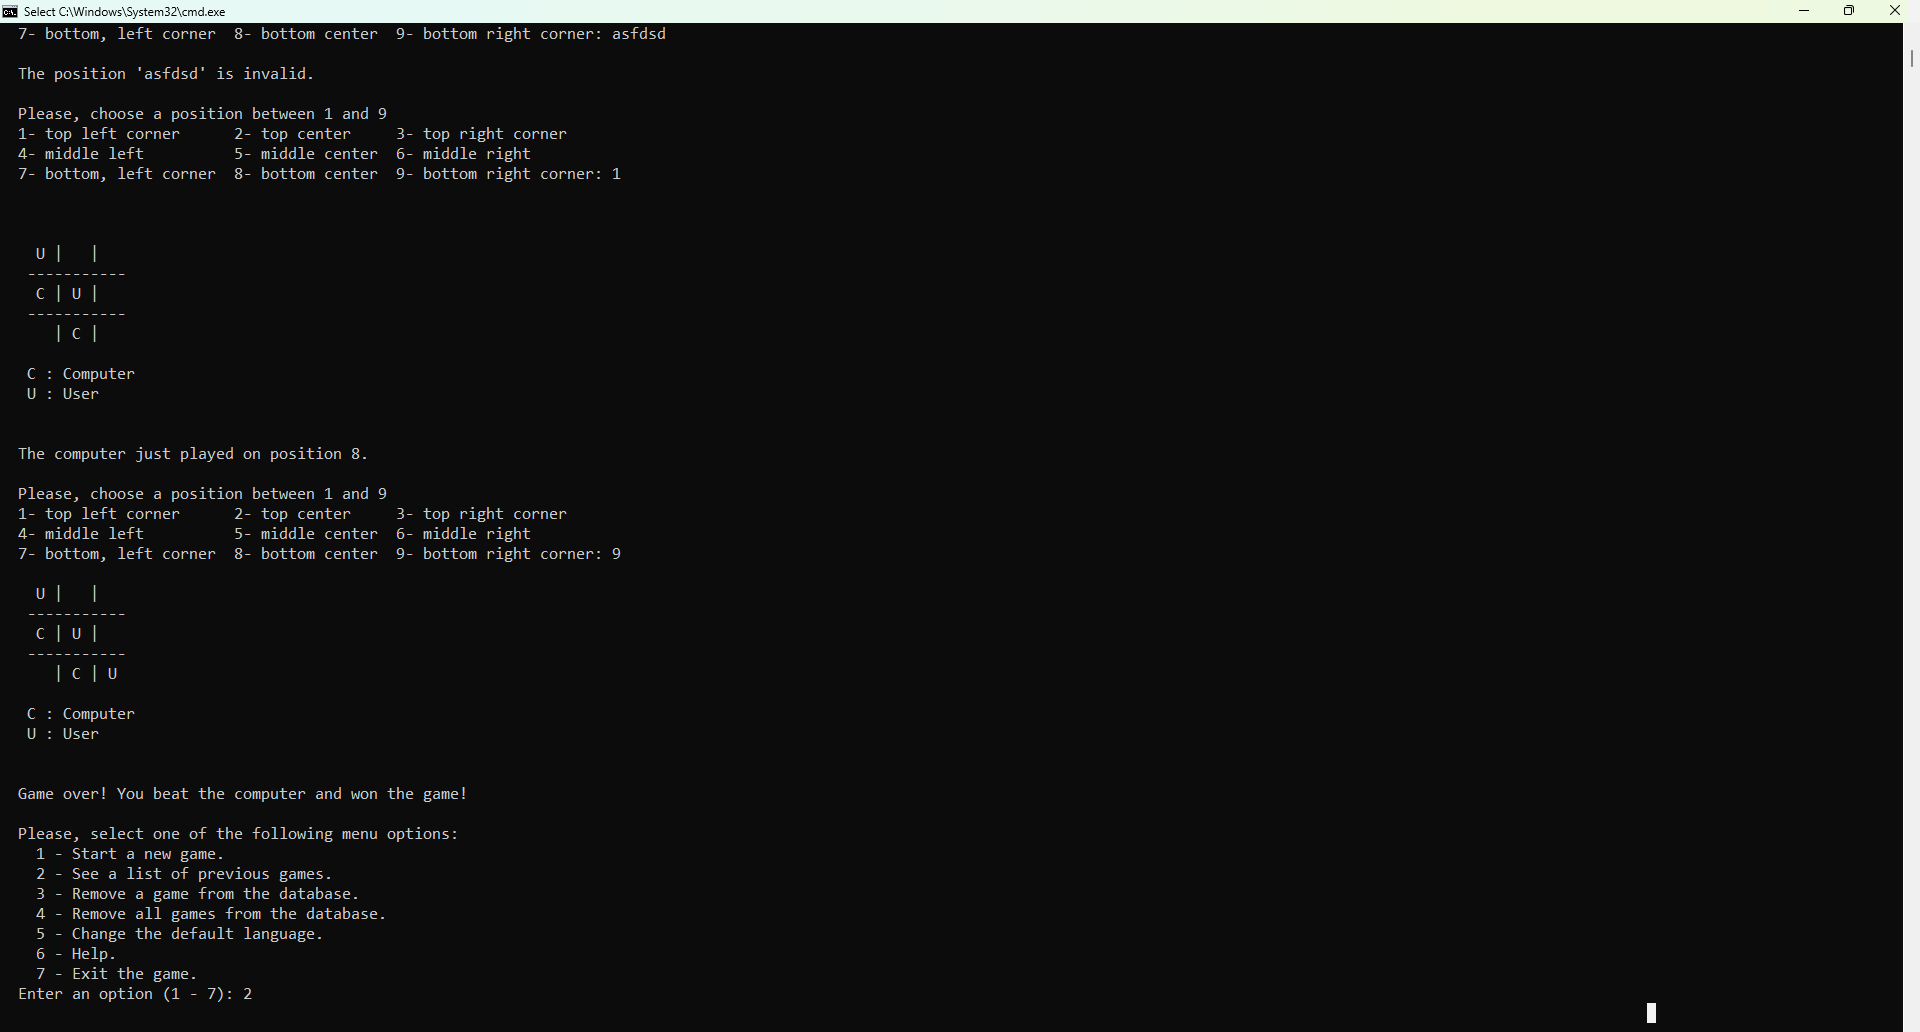 Select C:\Windows\System32\cmd.exe
7- bottom, left corner  8- bottom center  9- bottom right corner: asfdsd
The position 'asfdsd' is invalid.
Please, choose a position between 1 and 9
1- top left corner      2- top center     3- top right corner
4- middle left          5- middle center  6- middle right
7- bottom, left corner  8- bottom center  9- bottom right corner: 1
  U |   |
 -----------
  C | U |
 -----------
    | C |
 C : Computer
 U : User
The computer just played on position 8.
Please, choose a position between 1 and 9
1- top left corner      2- top center     3- top right corner
4- middle left          5- middle center  6- middle right
7- bottom, left corner  8- bottom center  9- bottom right corner: 9
  U |   |
 -----------
  C | U |
 -----------
    | C | U
 C : Computer
 U : User
Game over! You beat the computer and won the game!
Please, select one of the following menu options:
  1 - Start a new game.
  2 - See a list of previous games.
  3 - Remove a game from the database.
  4 - Remove all games from the database.
  5 - Change the default language.
  6 - Help.
  7 - Exit the game.
Enter an option (1 - 7): 2